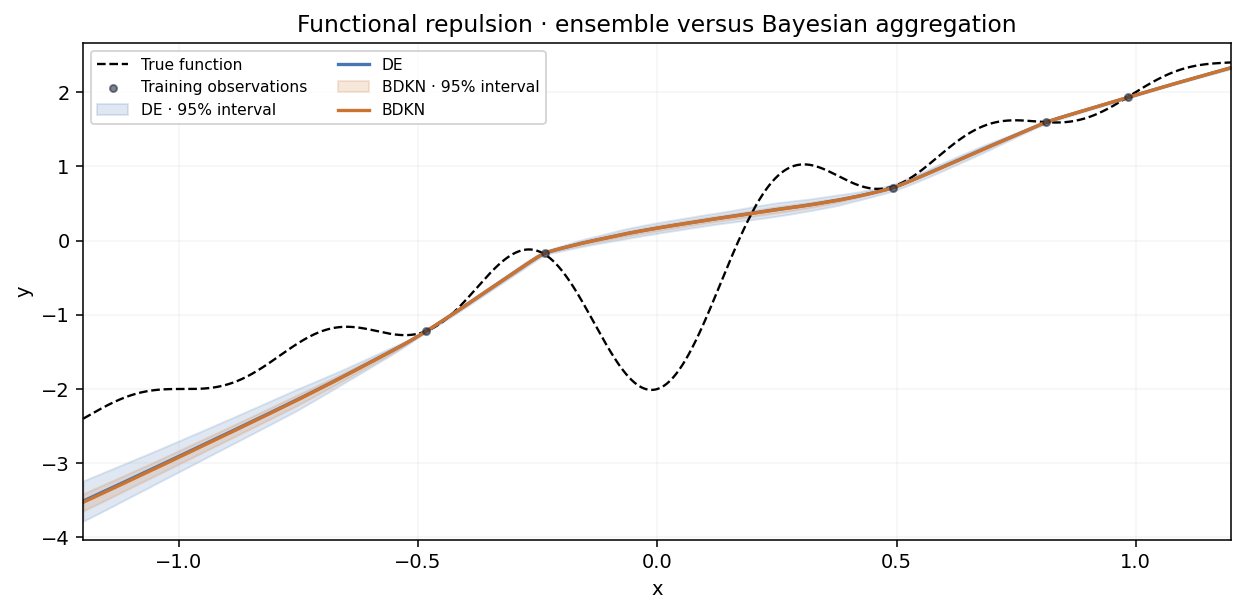 Functional repulsion · ensemble versus Bayesian aggregation
True function
Training observations
DE · 95% interval
DE
BDKN · 95% interval
BDKN
y
2
1
0
−1
−2
−3
−4
−1.0
−0.5
0.0
0.5
1.0
x